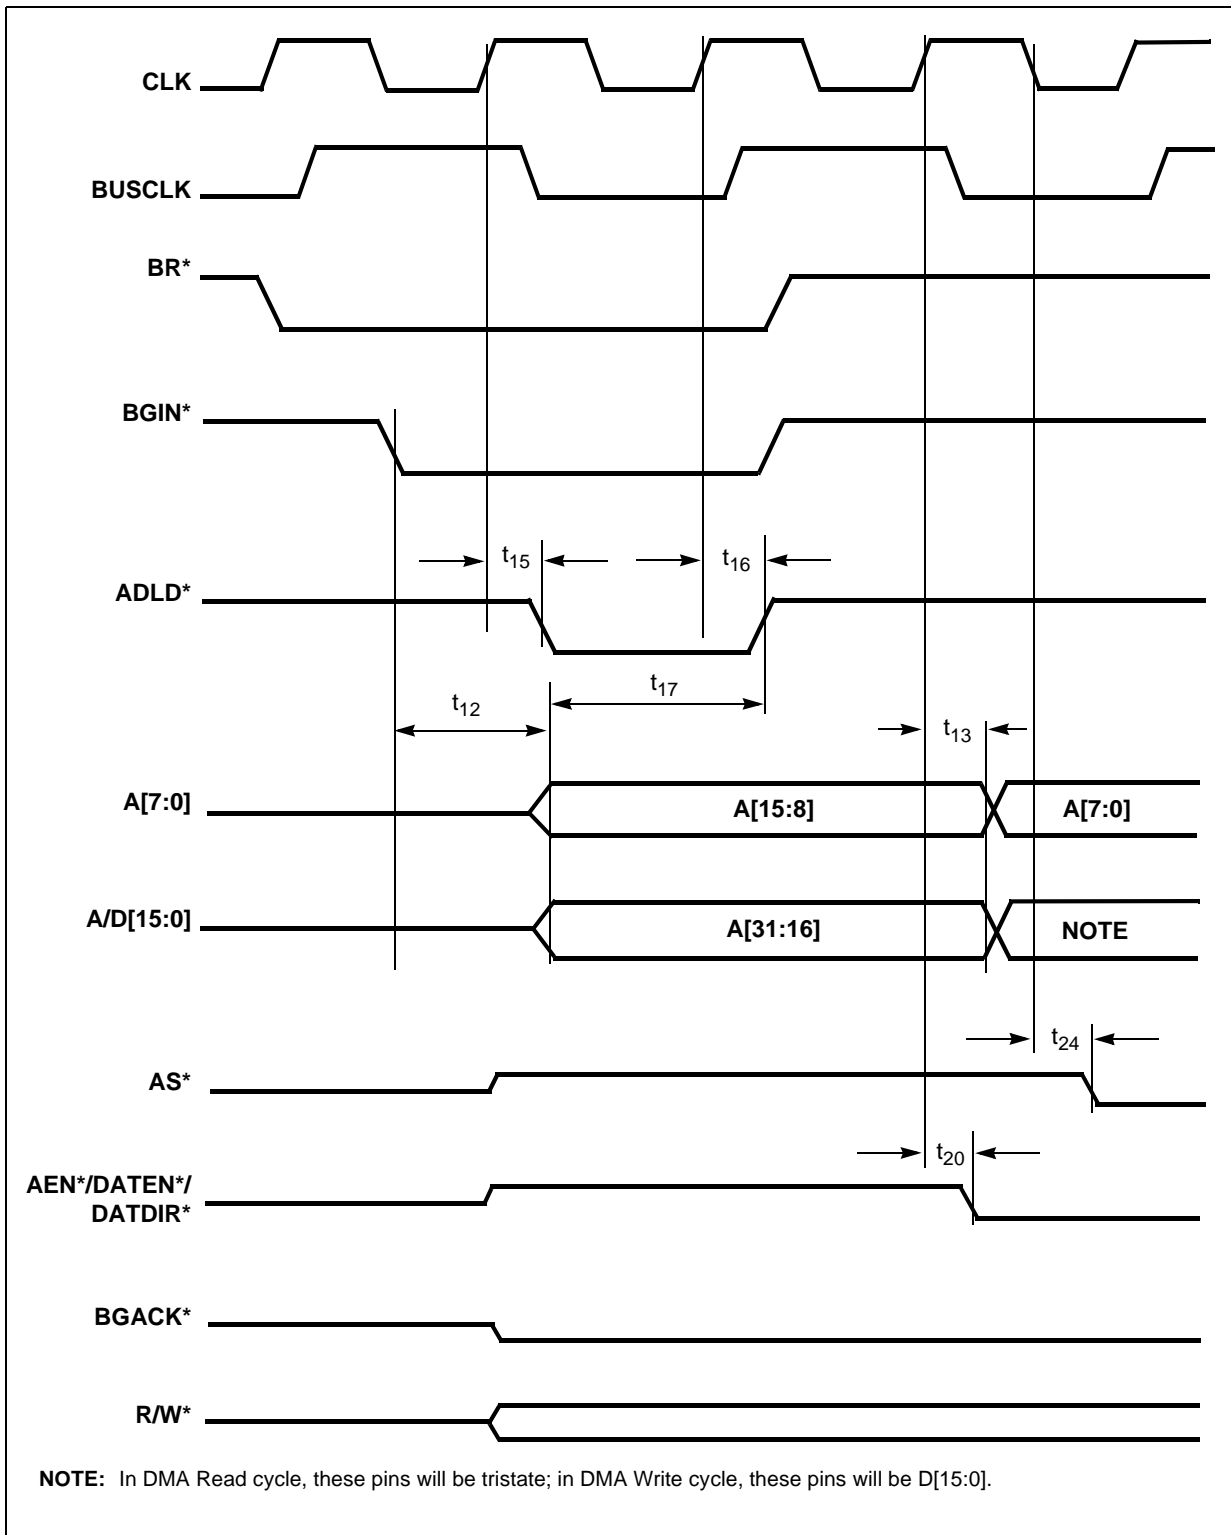 CLK
BUSCLK
BR*
BGIN*
t15
t16
ADLD*
t17
t12
t13
A[7:0]
A[15:8]
A[7:0]
A/D[15:0]
A[31:16]
NOTE
t24
AS*
t20
AEN*/DATEN*/
DATDIR*
BGACK*
R/W*
NOTE: In DMA Read cycle, these pins will be tristate; in DMA Write cycle, these pins will be D[15:0].